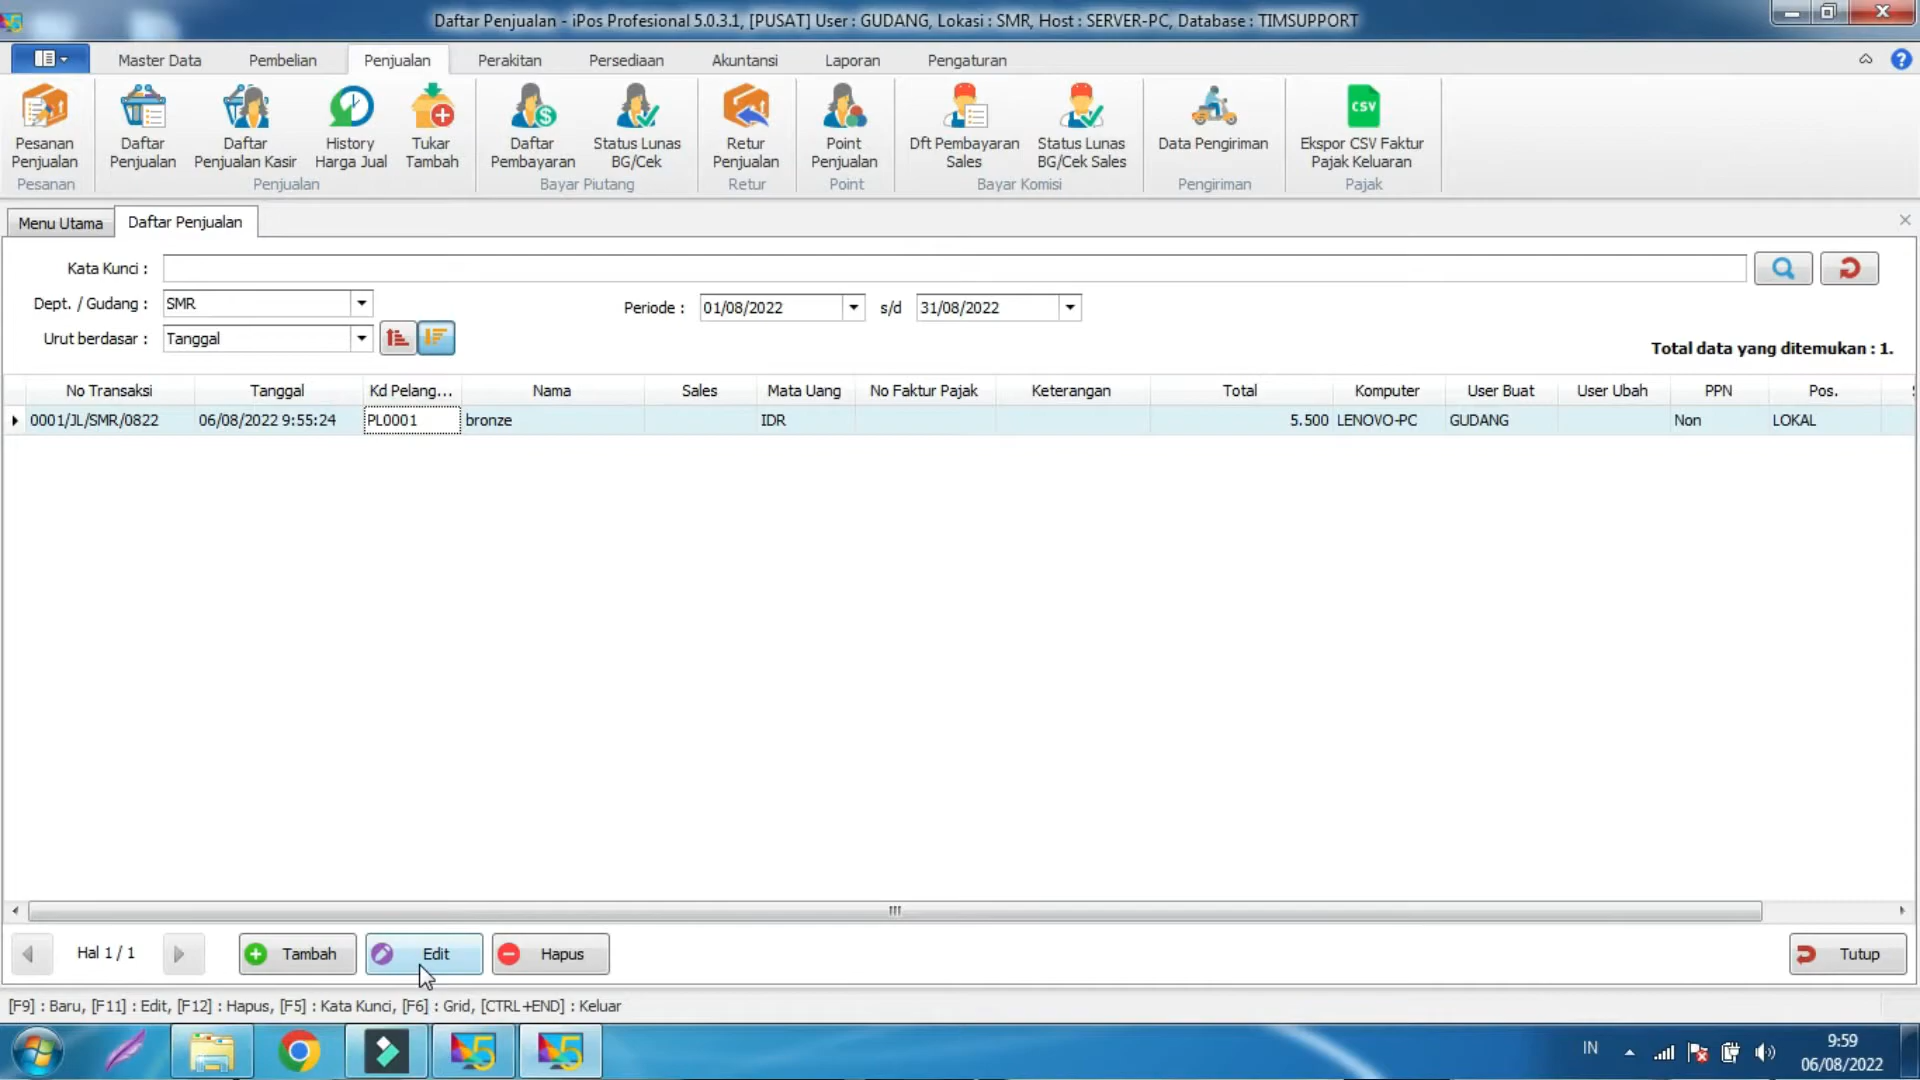 Daftar Penjualan - iPos Profesional 5.0.3.1, [PUSAT] User : GUDANG, Lokasi : SMR, Host : SERVER-PC, Database : TIMSUPPORT
Master Data Pembelian Penjualan Perakitan Persediaan Akuntansi Laporan Pengaturan
Pesanan Penjualan
Daftar Penjualan
Daftar Penjualan Kasir
History Harga Jual
Tukar Tambah
Daftar Pembayaran
Status Lunas BG/Cek
Retur Penjualan
Point Penjualan
Dft Pembayaran Sales
Status Lunas BG/Cek Sales
Data Pengiriman
CSV
Ekspor CSV Faktur Pajak Keluaran
Pesanan Penjualan Bayar Piutang Retur Point Bayar Komisi Pengiriman Pajak
Menu Utama Daftar Penjualan
Kata Kunci :
Dept. / Gudang : SMR Periode : 01/08/2022 s/d 31/08/2022
Urut berdasar : Tanggal
Total data yang ditemukan : 1.
No Transaksi Tanggal Kd Pelang... Nama Sales Mata Uang No Faktur Pajak Keterangan Total Komputer User Buat User Ubah PPN Pos.
0001/JL/SMR/0822 06/08/2022 9:55:24 PL0001 bronze IDR 5.500 LENOVO-PC GUDANG Non LOKAL
Hal 1 / 1 Tambah Edit Hapus Tutup
[F9] : Baru, [F11] : Edit, [F12] : Hapus, [F5] : Kata Kunci, [F6] : Grid, [CTRL+END] : Keluar
5 5
IN 9:59
06/08/2022